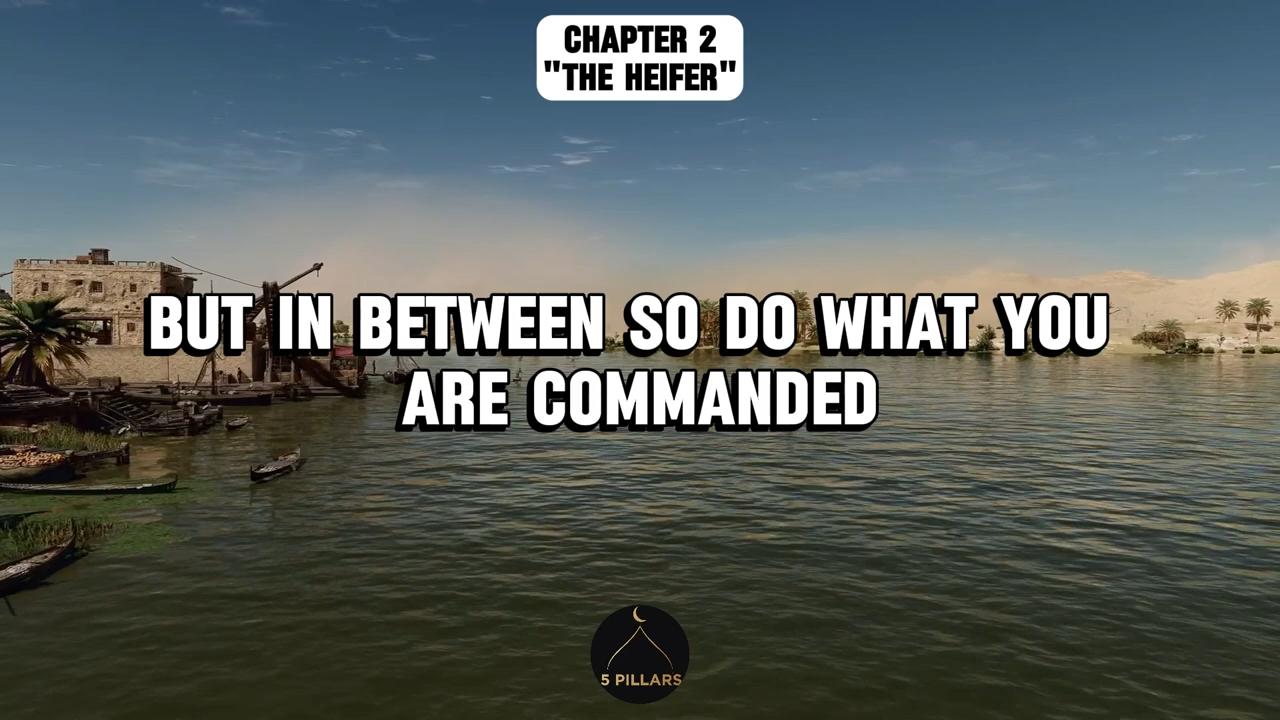 CHAPTER 2
"THE HEIFER"
BUT IN BETWEEN SO DO WHAT YOU
ARE COMMANDED
5 PILLARS